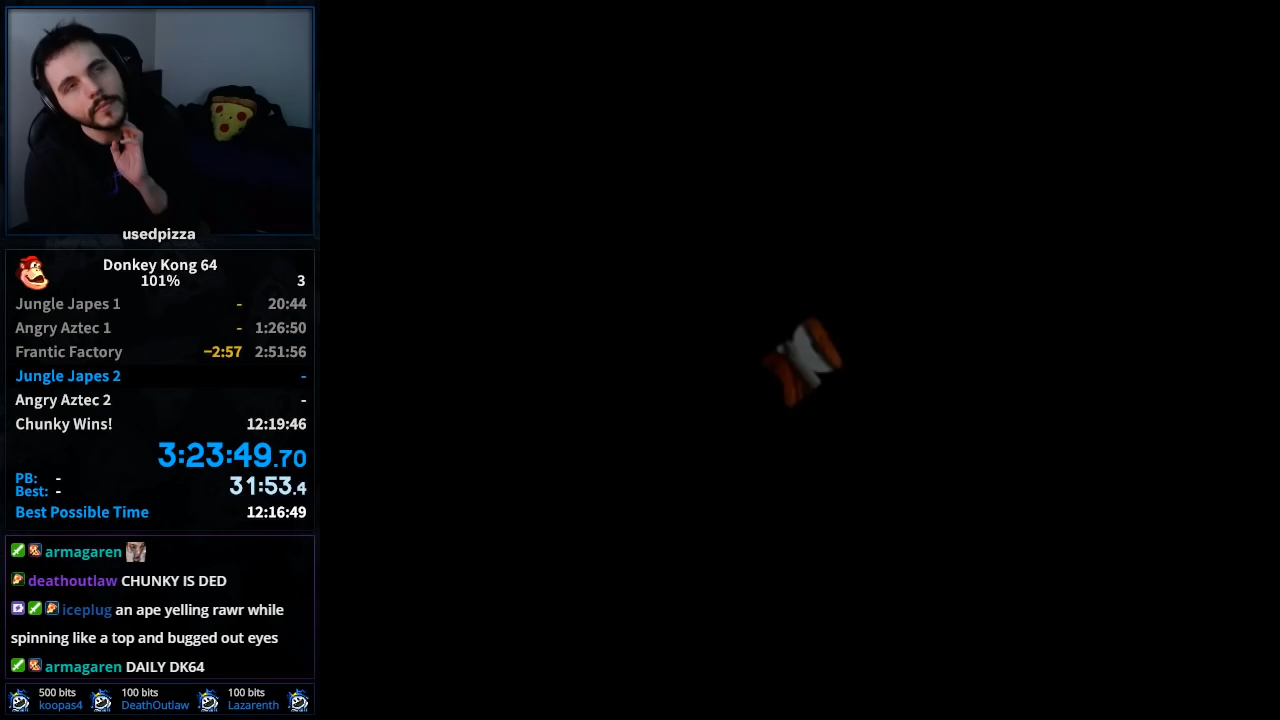 usedpizza
Donkey Kong 64
101% 3
Jungle Japes 1 - 20:44
Angry Aztec 1 - 1:26:50
Frantic Factory −2:57 2:51:56
Jungle Japes 2 -
Angry Aztec 2 -
Chunky Wins! 12:19:46
3:23:49.70
PB: -
Best: - 31:53.4
Best Possible Time 12:16:49
armagaren
deathoutlaw CHUNKY IS DED
iceplug an ape yelling rawr while
spinning like a top and bugged out eyes
armagaren DAILY DK64
500 bits 100 bits 100 bits
koopas4 DeathOutlaw Lazarenth